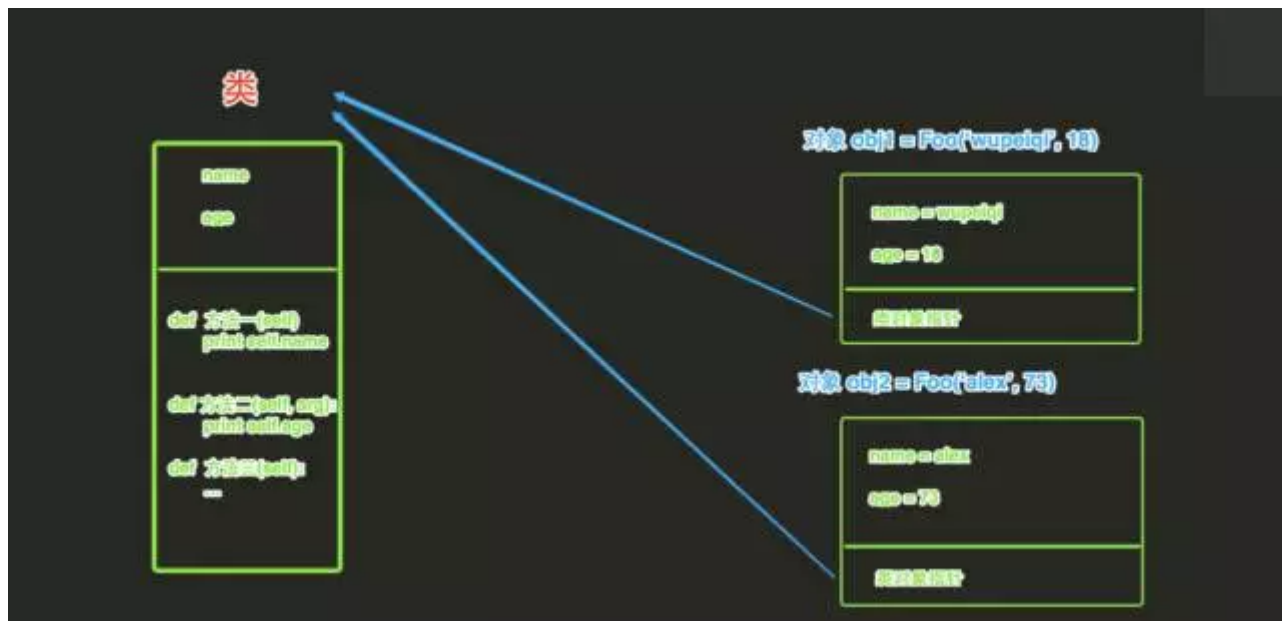 类
name
age
def 方法一(self)
print self.name
def 方法二(self, arg):
print self.age
def 方法三(self):
...
对象 obj1 = Foo('wupeiqi', 18)
name = wupeiqi
age = 18
类对象指针
对象 obj2 = Foo('alex', 73)
name = alex
age = 73
类对象指针